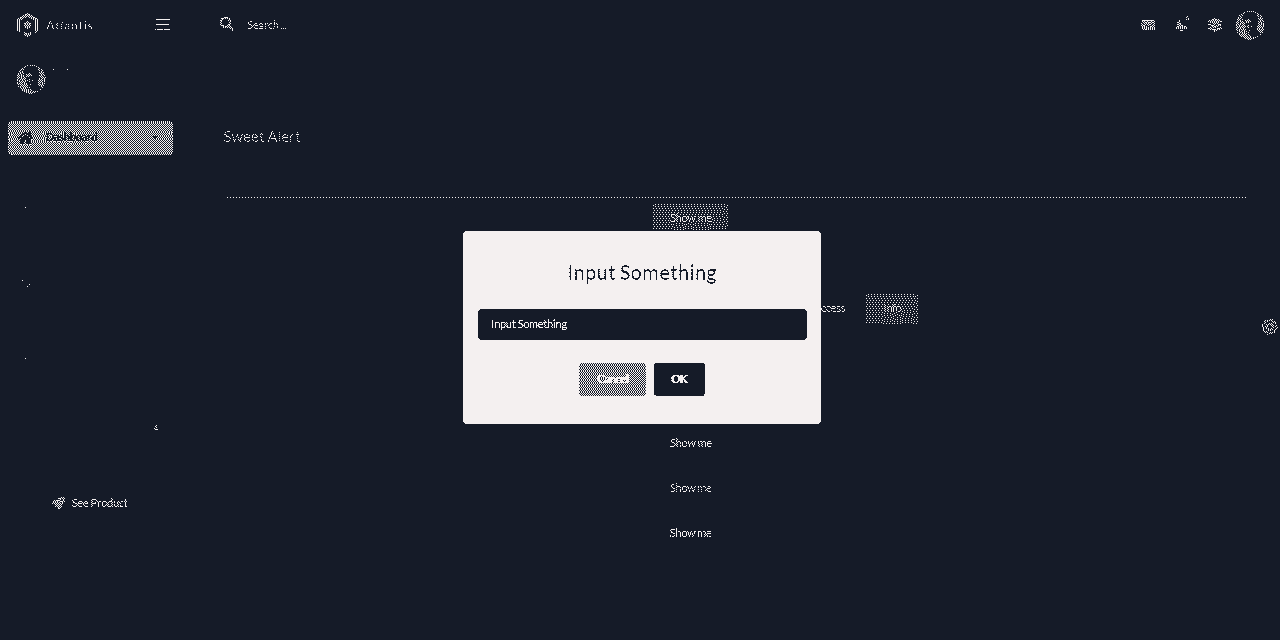 Atlantis
Search...
Dashboard
Sweet Alert
Show me
Input Something
ccess
Info
Input Something
Cancel
OK
4
Show me
Show me
See Product
Show me